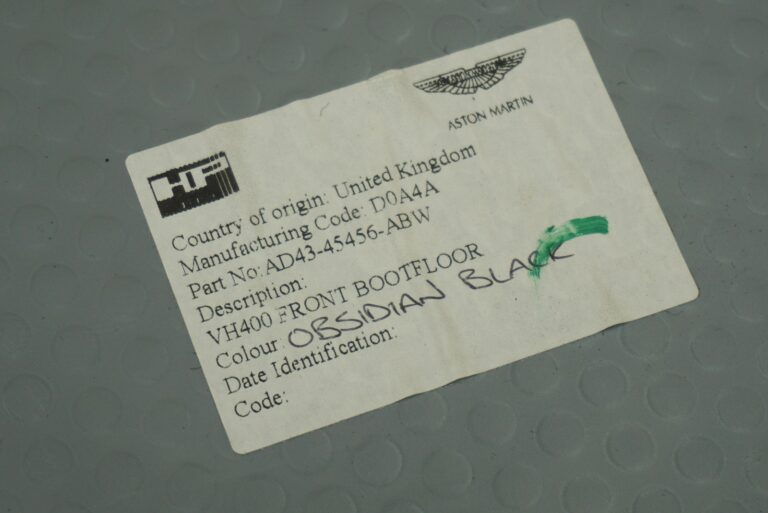 ASTON MARTIN
Country of origin: United Kingdom
Manufacturing Code: D0A4A
Part No:AD43-45456-ABW
Description:
VH400 FRONT BOOTFLOOR
Colour OBSIDIAN BLACK
Date Identification:
Code: